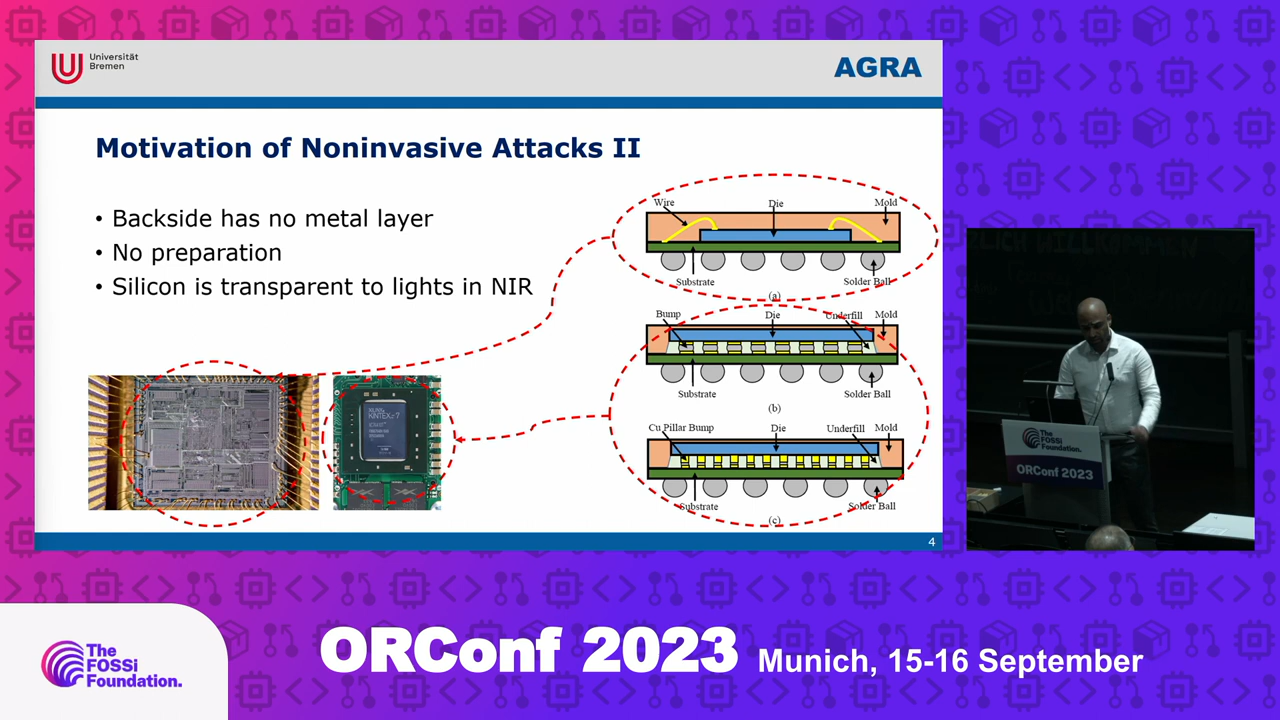 Universität
Bremen
AGRA
Motivation of Noninvasive Attacks II
• Backside has no metal layer
• No preparation
• Silicon is transparent to lights in NIR
Wire
Die
Mold
Substrate
Solder Ball
(a)
Bump
Die
Underfill
Mold
Substrate
Solder Ball
(b)
Cu Pillar Bump
Die
Underfill
Mold
Substrate
Solder Ball
(c)
KINTEX-7
4
The
FOSSi
Foundation.
ORConf 2023
The
FOSSi
Foundation.
ORConf 2023
Munich, 15-16 September